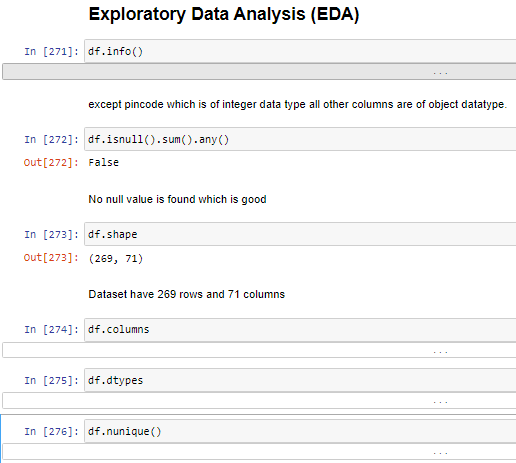 Exploratory Data Analysis (EDA)
In [271]: df.info()
...
except pincode which is of integer data type all other columns are of object datatype.
In [272]: df.isnull().sum().any()
Out[272]: False
No null value is found which is good
In [273]: df.shape
Out[273]: (269, 71)
Dataset have 269 rows and 71 columns
In [274]: df.columns
...
In [275]: df.dtypes
...
In [276]: df.nunique()
...